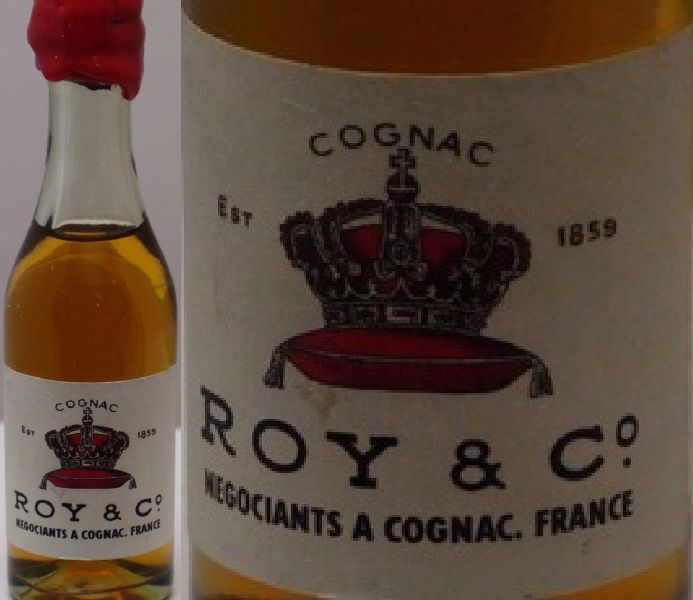 COGNAC
EST 1859
ROY & Cº
NEGOCIANTS A COGNAC. FRANCE
COGNAC
EST 1859
ROY & Cº
NEGOCIANTS A COGNAC. FRANCE